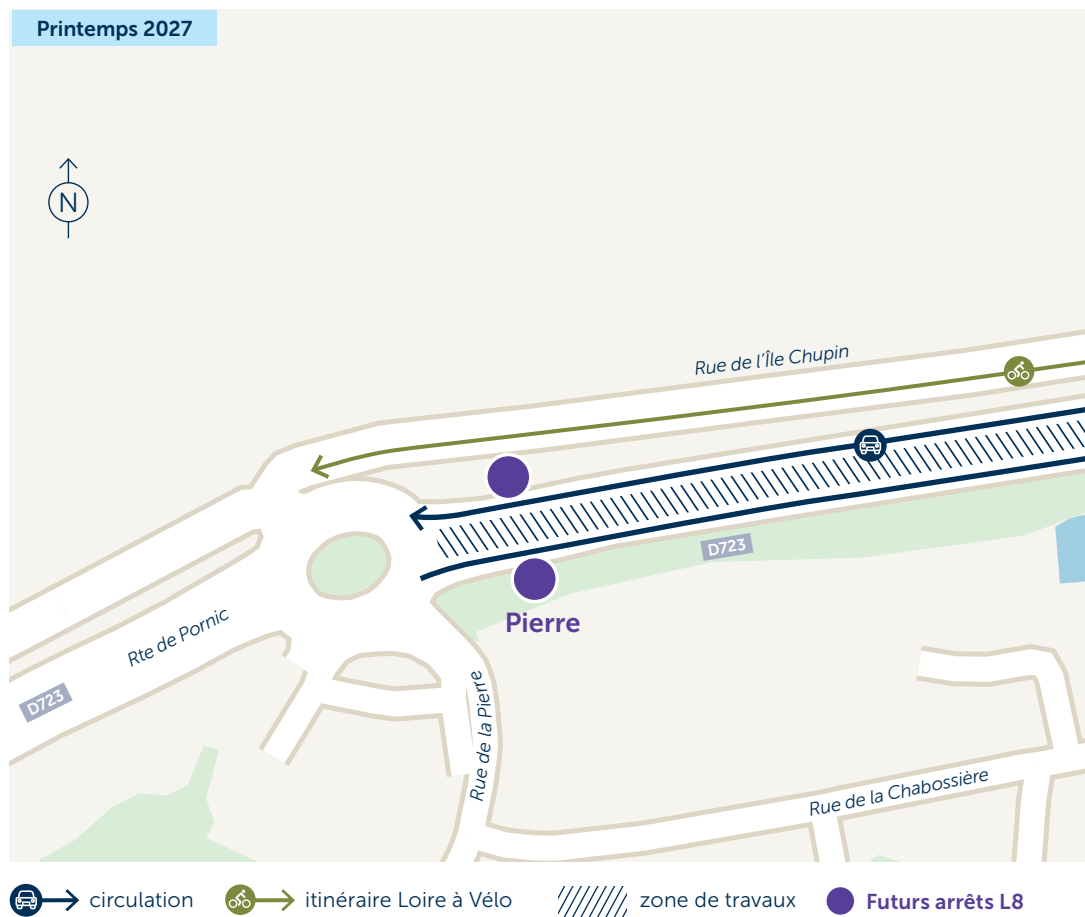 Printemps 2027
N
Rue de l'Île Chupin
D723
Pierre
Rte de Pornic
D723
Rue de la Pierre
Rue de la Chabossière
circulation
itinéraire Loire à Vélo
zone de travaux
Futurs arrêts L8